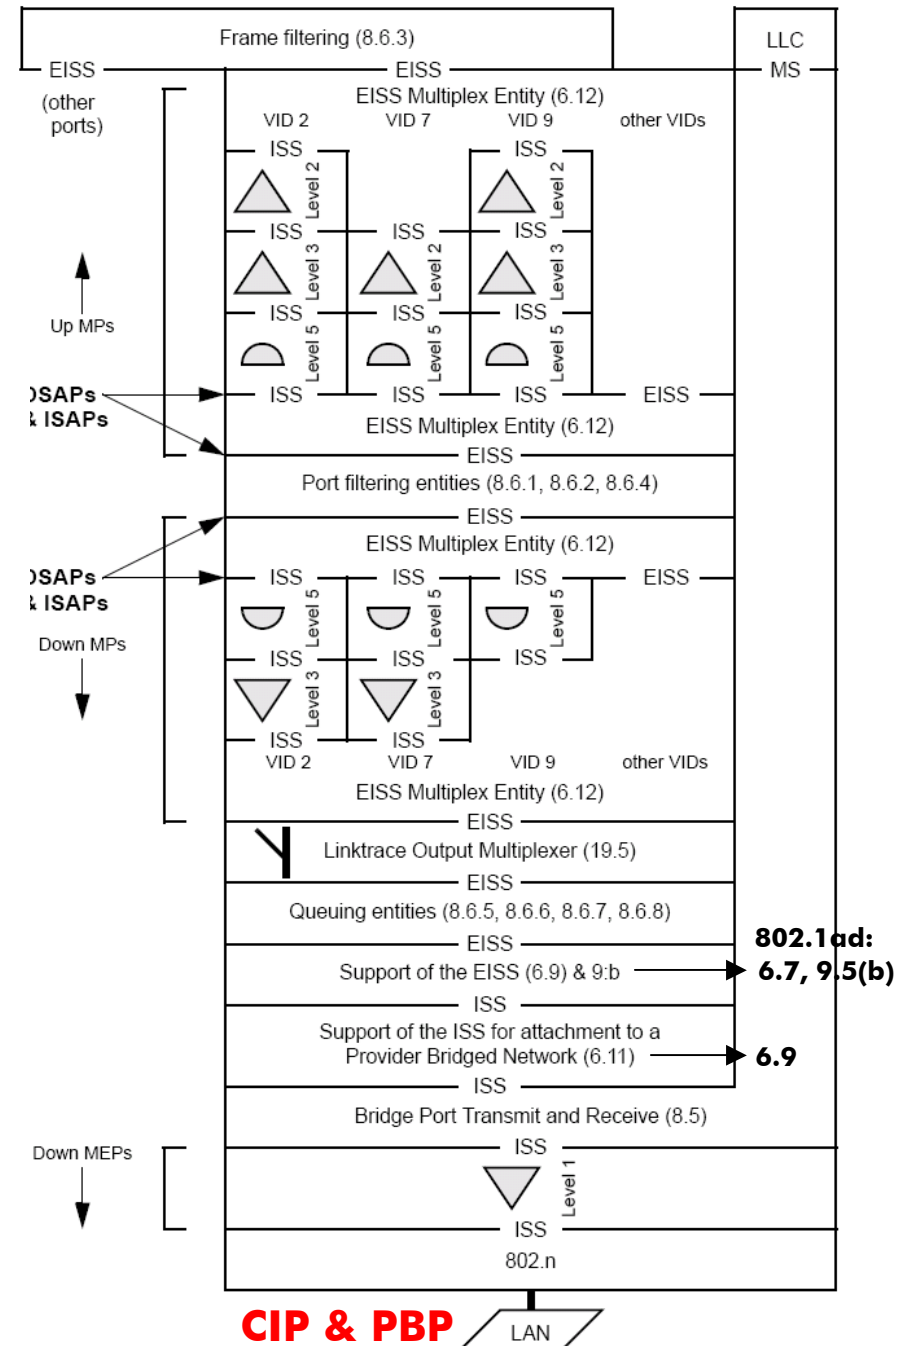 Frame filtering (8.6.3)
LLC
EISS
EISS
MS
(other
ports)
EISS Multiplex Entity (6.12)
VID 2
VID 7
VID 9
other VIDs
ISS
ISS
Level 2
Level 2
ISS
ISS
ISS
Level 3
Level 2
Level 3
Up MPs
ISS
ISS
ISS
Level 5
Level 5
Level 5
& ISAPs
ISS
ISS
ISS
EISS
EISS Multiplex Entity (6.12)
EISS
Port filtering entities (8.6.1, 8.6.2, 8.6.4)
EISS
EISS Multiplex Entity (6.12)
& ISAPs
ISS
ISS
ISS
EISS
Level 5
Level 5
Level 5
Down MPs
ISS
ISS
ISS
Level 3
Level 3
ISS
ISS
VID 2
VID 7
VID 9
other VIDs
EISS Multiplex Entity (6.12)
EISS
Linktrace Output Multiplexer (19.5)
EISS
Queuing entities (8.6.5, 8.6.6, 8.6.7, 8.6.8)
EISS
802.1ad:
Support of the EISS (6.9) & 9:b
6.7, 9.5(b)
ISS
Support of the ISS for attachment to a
Provider Bridged Network (6.11)
6.9
ISS
Bridge Port Transmit and Receive (8.5)
Down MEPs
ISS
Level 1
ISS
802.n
CIP & PBP
LAN